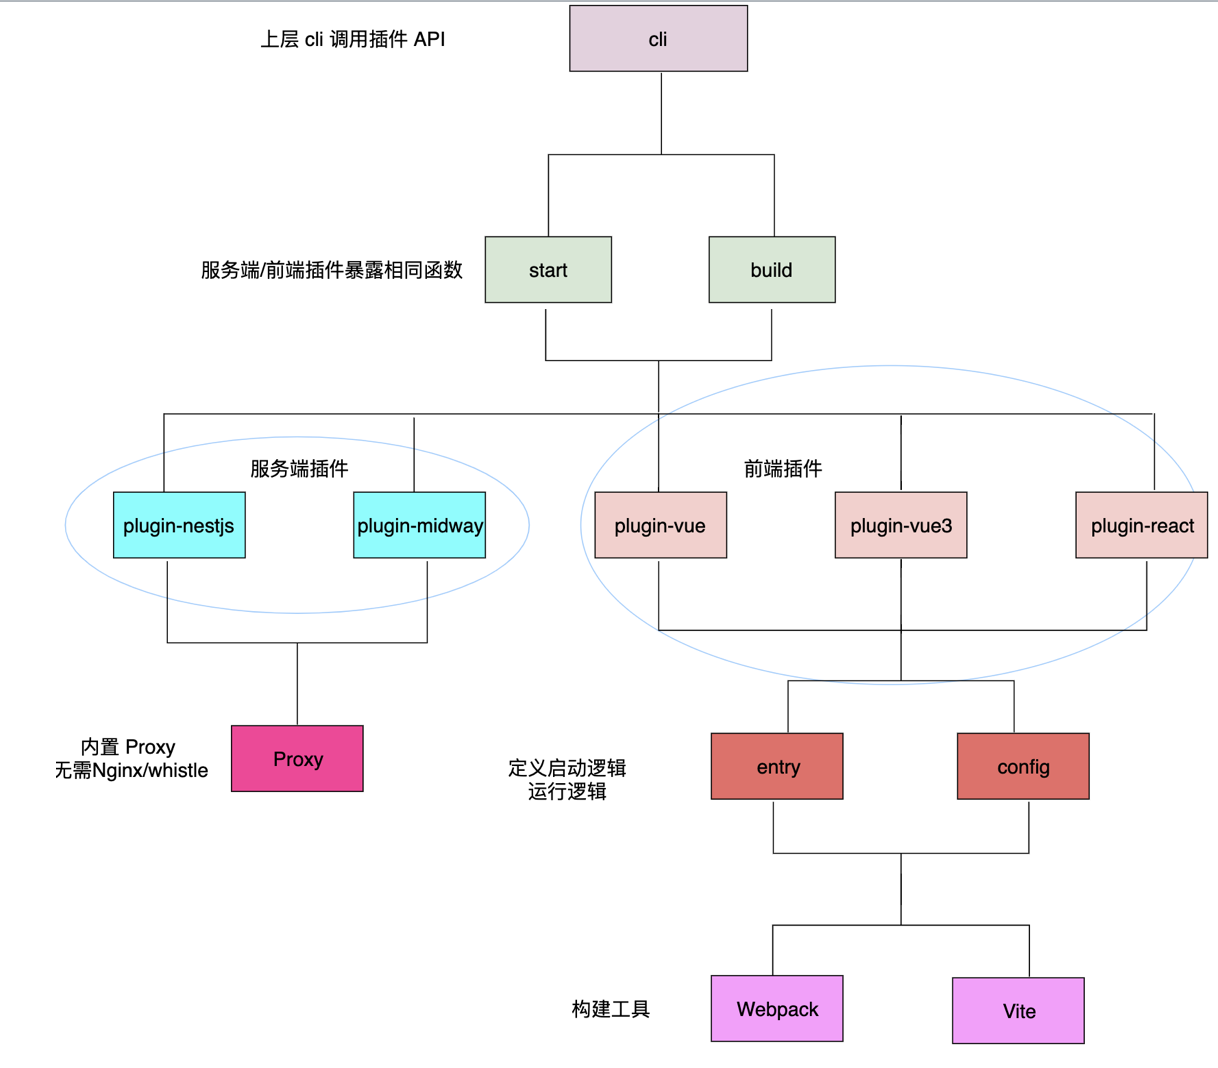 上层 cli 调用插件 API
cli
服务端/前端插件暴露相同函数
start
build
服务端插件
前端插件
plugin-nestjs
plugin-midway
plugin-vue
plugin-vue3
plugin-react
内置 Proxy
无需Nginx/whistle
Proxy
定义启动逻辑
运行逻辑
entry
config
构建工具
Webpack
Vite